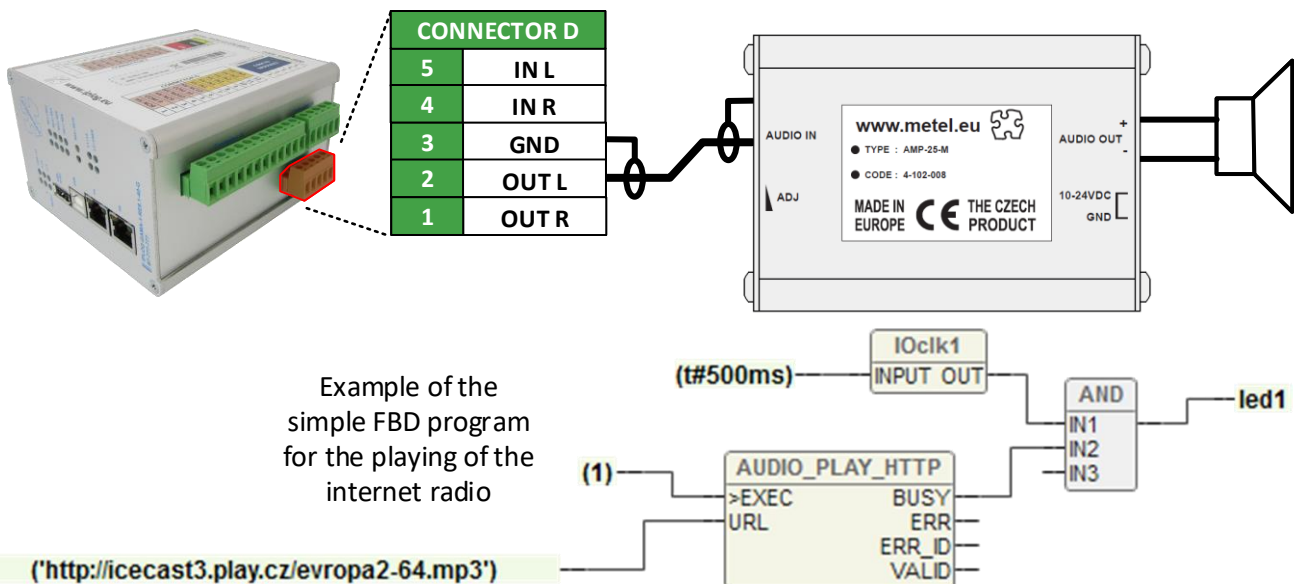 CONNECTOR D
5 IN L
4 IN R
3 GND
2 OUT L
1 OUT R
AUDIO IN
ADJ
www.metel.eu
TYPE : AMP-25-M
CODE : 4-102-008
MADE IN
EUROPE
CE
THE CZECH
PRODUCT
+
AUDIO OUT
-
10-24VDC
GND
Example of the
simple FBD program
for the playing of the
internet radio
(t#500ms)
IOclk1
INPUT OUT
AND
IN1
IN2
IN3
led1
(1)
AUDIO_PLAY_HTTP
>EXEC BUSY
URL ERR
ERR_ID
VALID
('http://icecast3.play.cz/evropa2-64.mp3')